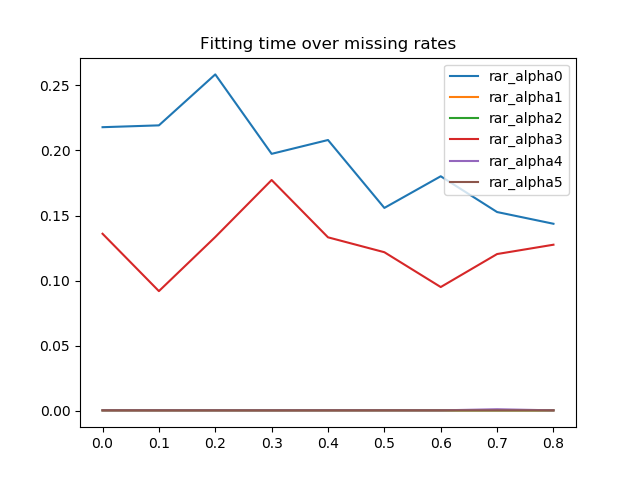 Fitting time over missing rates
rar_alpha0
rar_alpha1
rar_alpha2
rar_alpha3
rar_alpha4
rar_alpha5
0.25
0.20
0.15
0.10
0.05
0.00
0.0 0.1 0.2 0.3 0.4 0.5 0.6 0.7 0.8